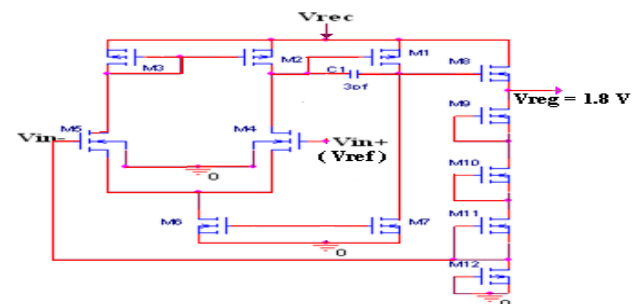 Vrec
M3
M2
M1
C1
3pf
M8
Vreg = 1.8 V
M9
M5
M4
Vin-
Vin+
( Vref )
0
M10
M6
M7
M11
0
M12
0